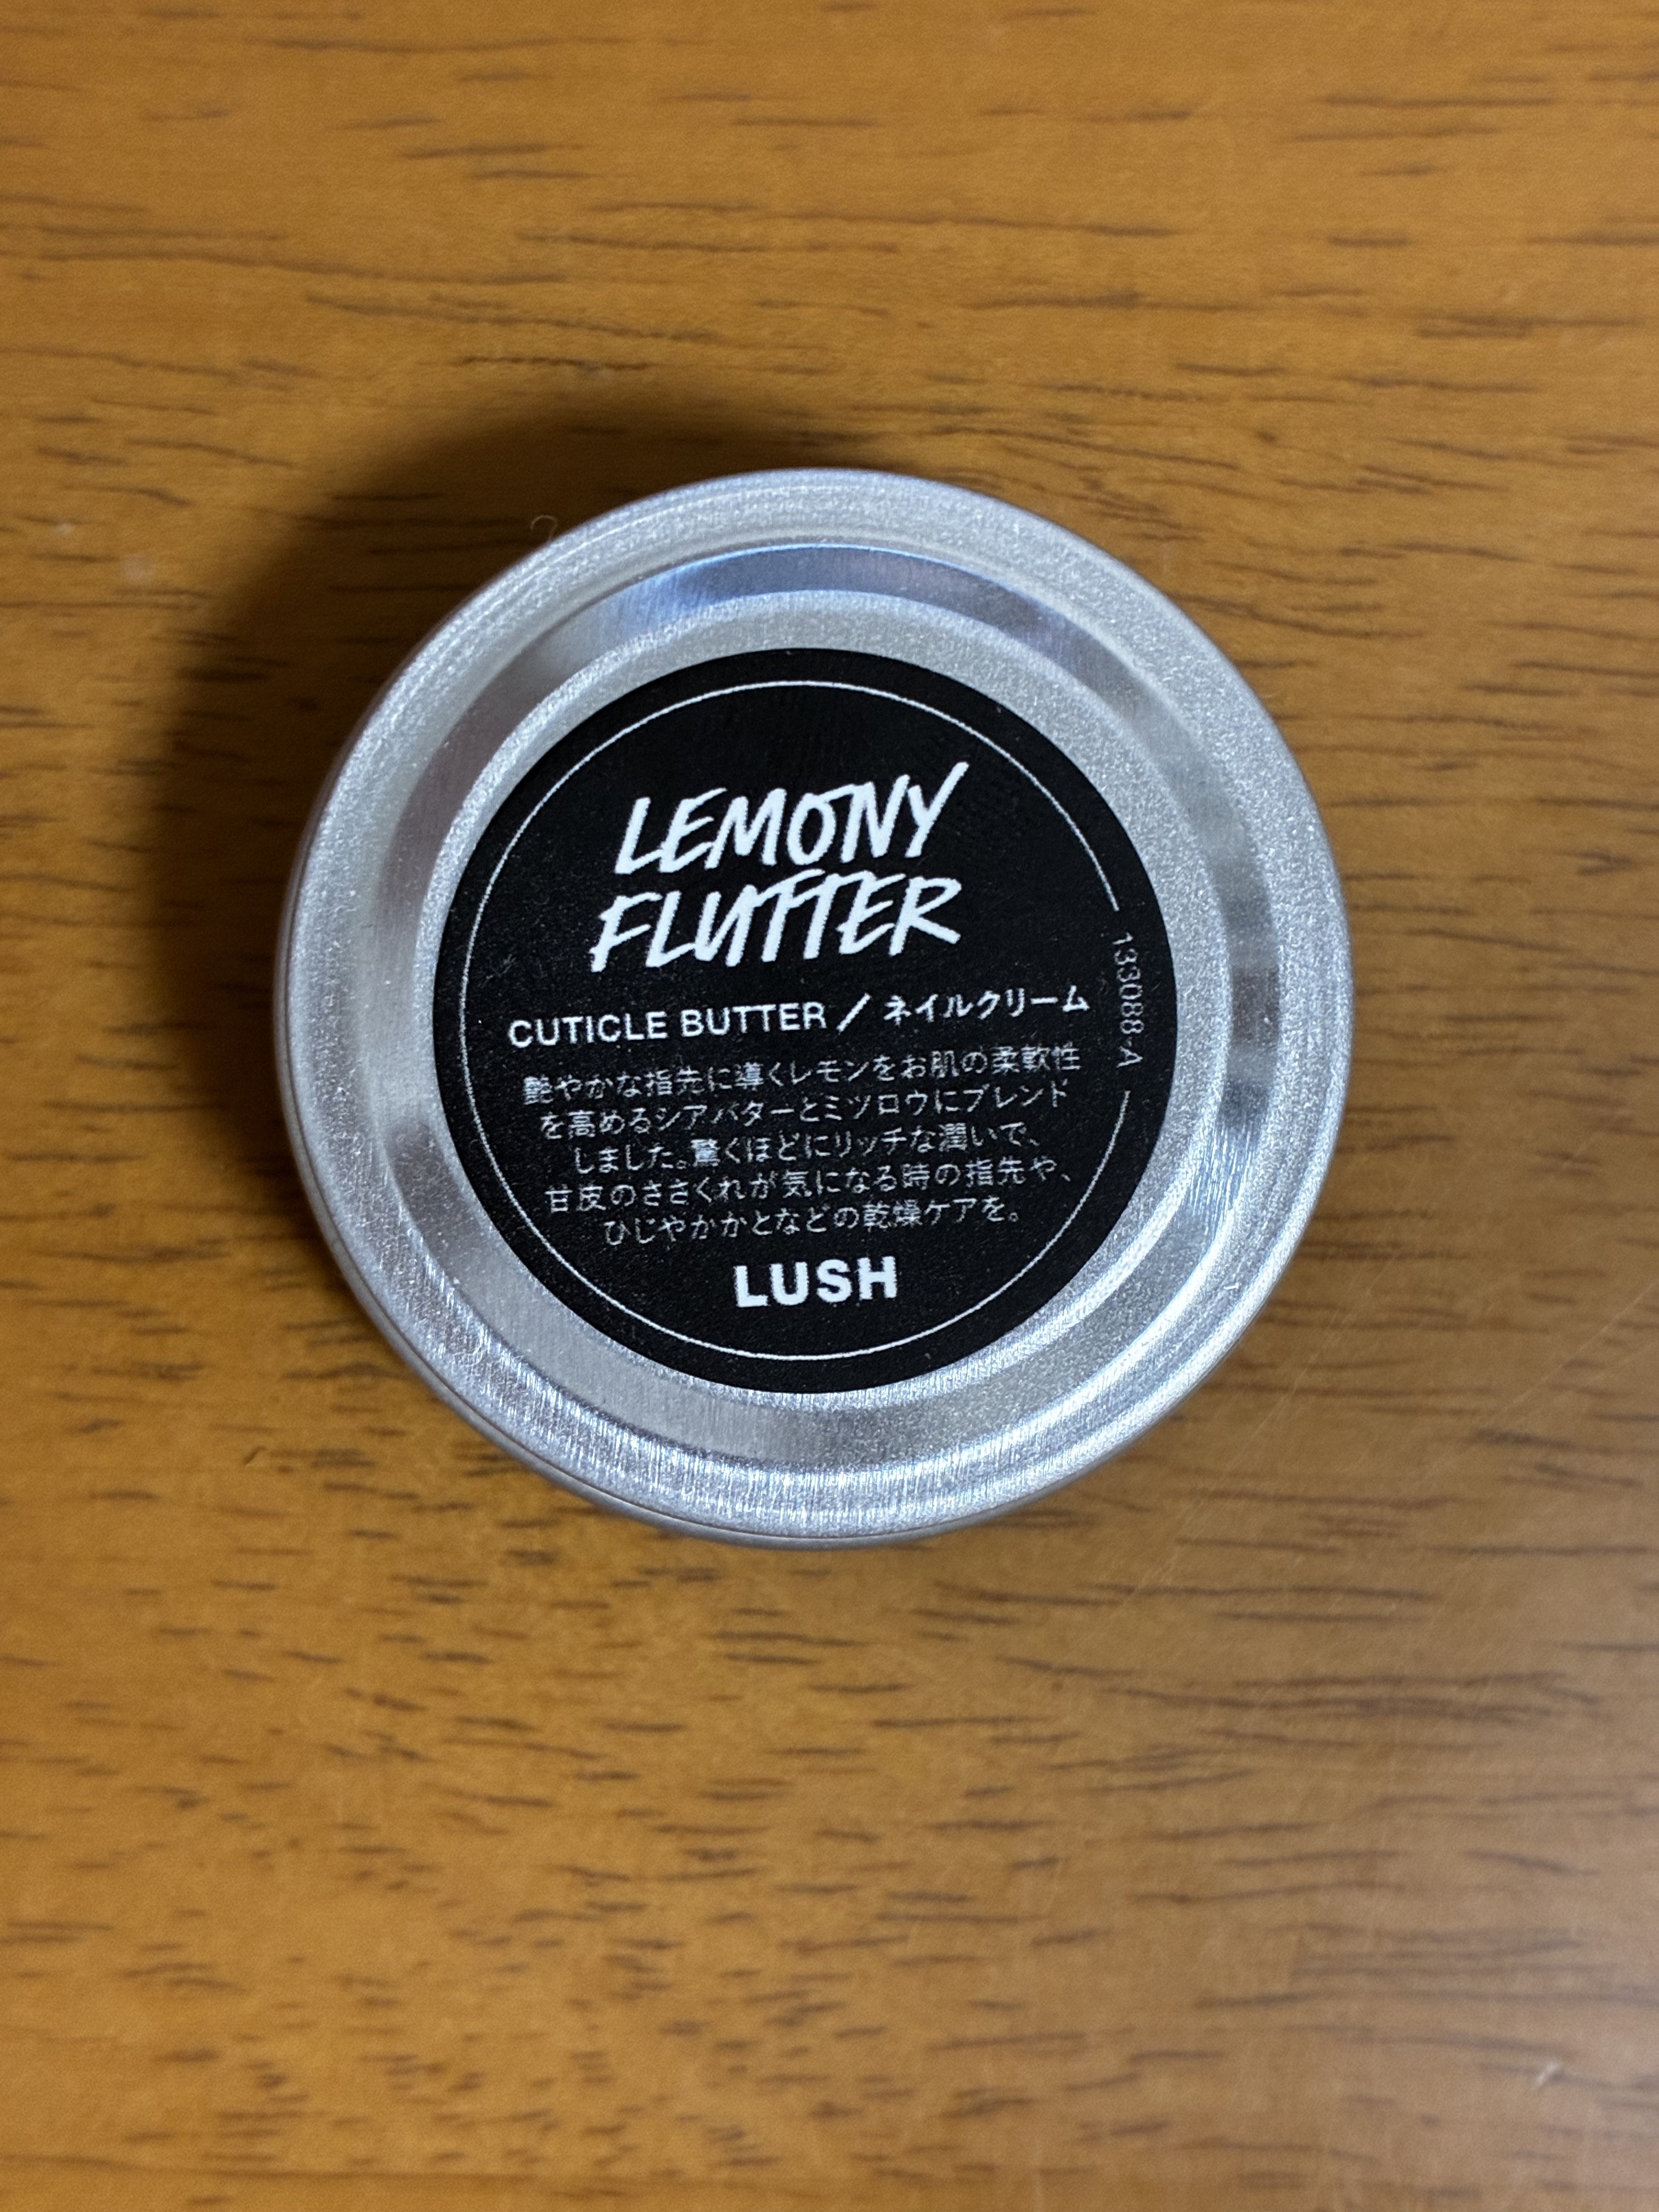 LEMONY
FLUTTER
CUTICLE BUTTER / ネイルクリーム
艶やかな指先に導くレモンをお肌の柔軟性
を高めるシアバターとミツロウにブレンド
しました。驚くほどにリッチな潤いで、
甘皮のささくれが気になる時の指先や、
ひじやかかとなどの乾燥ケアを。
LUSH
133088-A